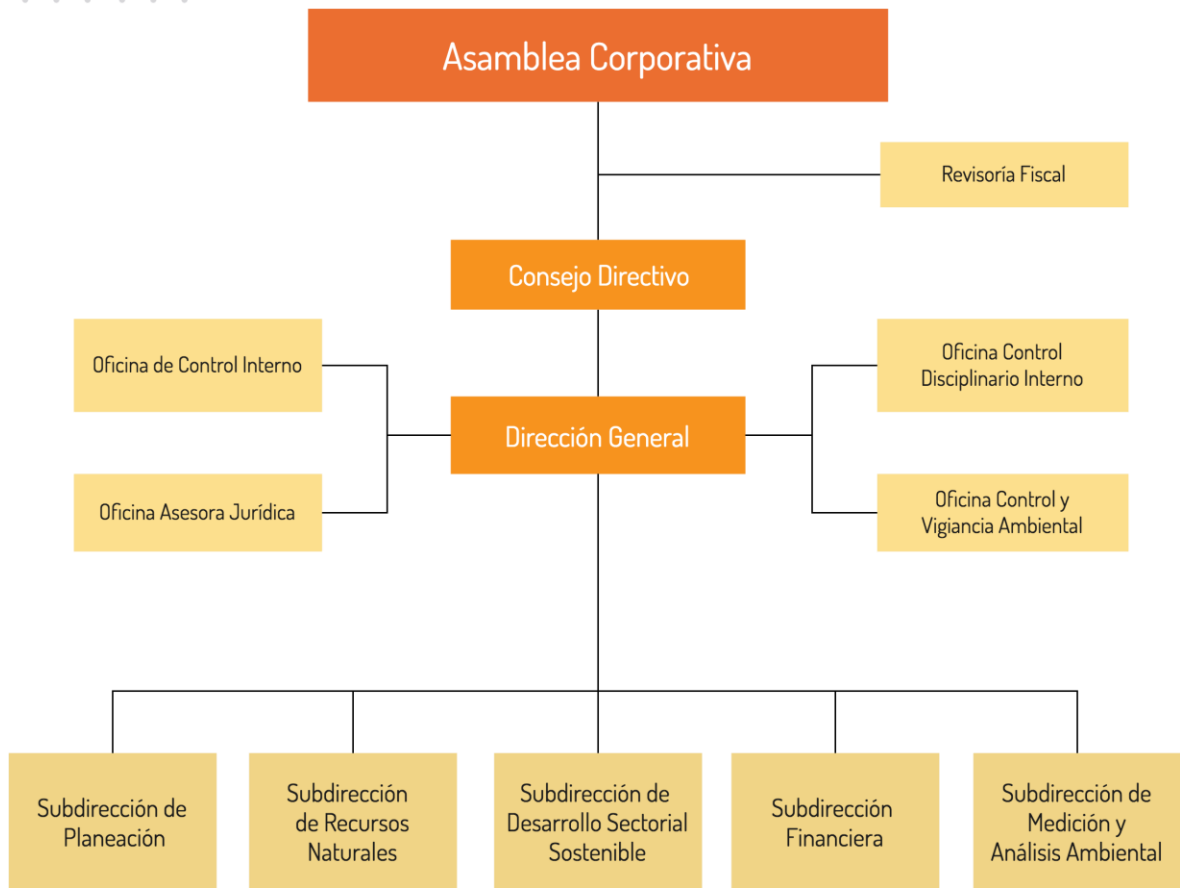 Asamblea Corporativa
Revisoría Fiscal
Consejo Directivo
Oficina de Control Interno
Oficina Control
Disciplinario Interno
Dirección General
Oficina Asesora Jurídica
Oficina Control y
Vigiancia Ambiental
Subdirección de
Planeación
Subdirección
de Recursos
Naturales
Subdirección de
Desarrollo Sectorial
Sostenible
Subdirección
Financiera
Subdirección de
Medición y
Análisis Ambiental